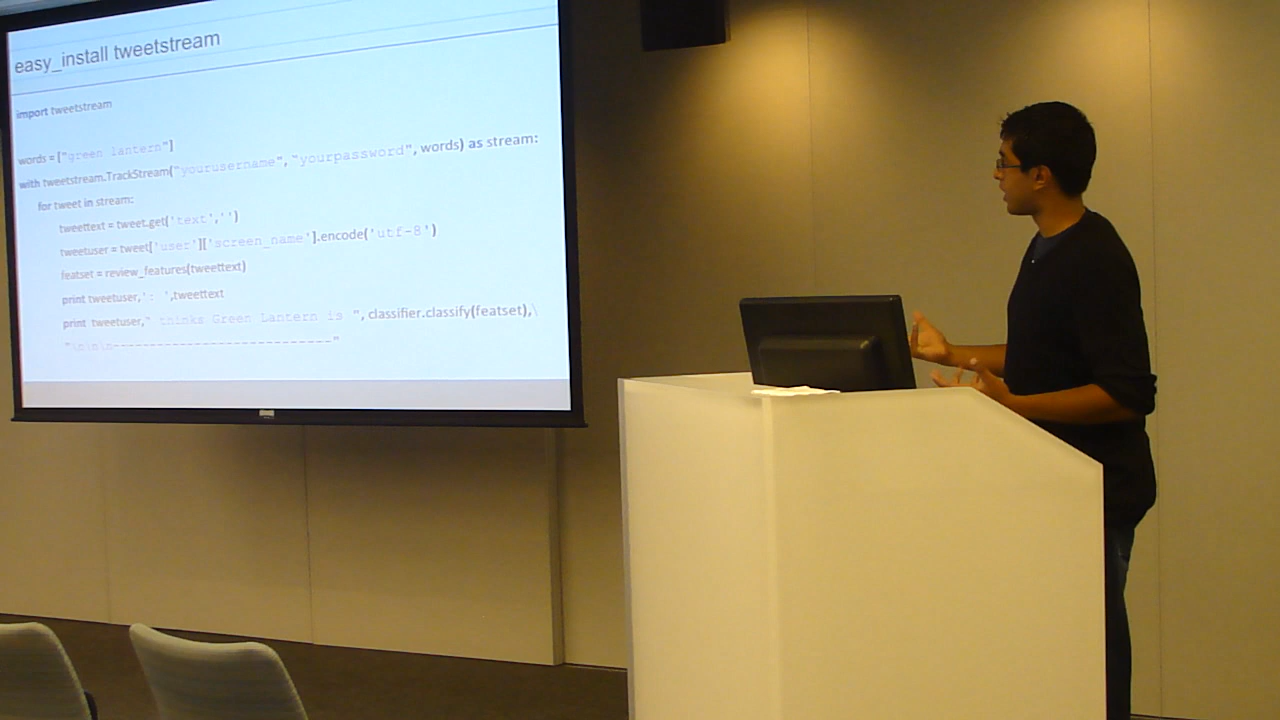 easy_install tweetstream
import tweetstream
words = ["green lantern"]
with tweetstream.TrackStream("yourusername", "yourpassword", words) as stream:
for tweet in stream:
tweettext = tweet.get('text','')
tweetuser = tweet['user']['screen_name'].encode('utf-8')
featset = review_features(tweettext)
print tweetuser,' : ',tweettext
print tweetuser," thinks Green Lantern is ", classifier.classify(featset),\
"\n\n\n----------------------------"